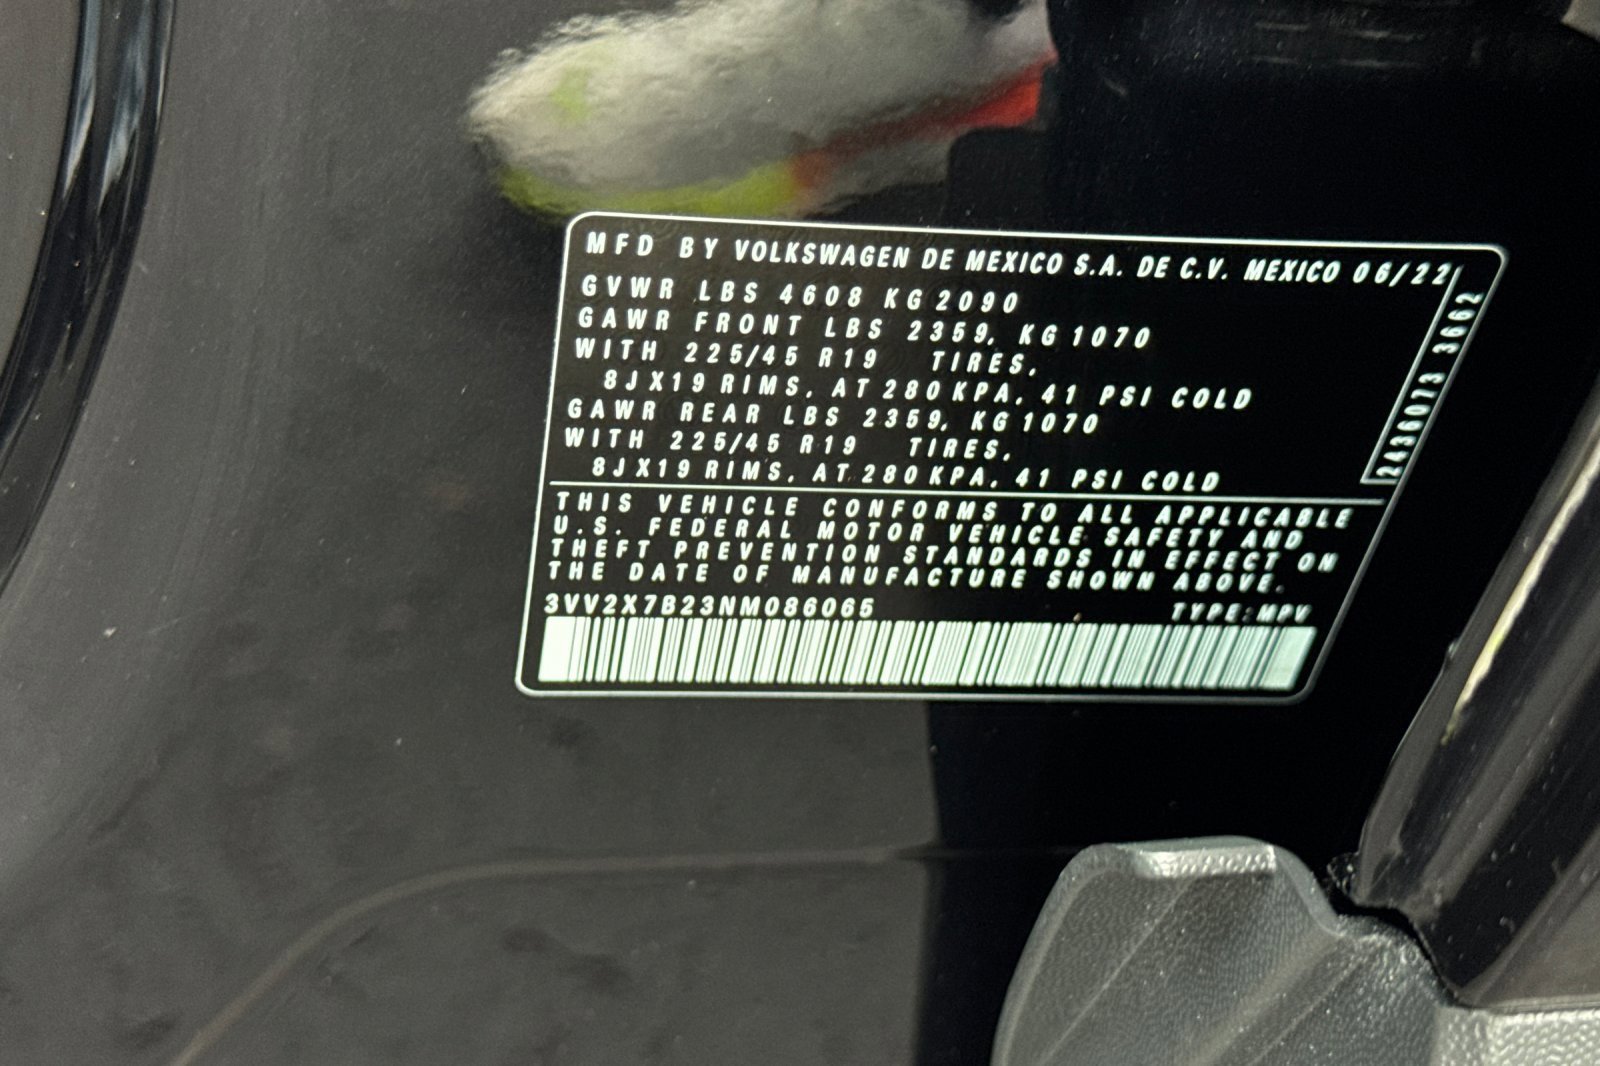 MFD BY VOLKSWAGEN DE MEXICO S.A. DE C.V. MEXICO 06/22
GVWR LBS 4608 KG 2090
GAWR FRONT LBS 2359, KG 1070
WITH 225/45 R19 TIRES,
8JX19 RIMS, AT 280 KPA, 41 PSI COLD
GAWR REAR LBS 2359, KG 1070
WITH 225/45 R19 TIRES,
8JX19 RIMS, AT 280 KPA, 41 PSI COLD
2436073 3662
THIS VEHICLE CONFORMS TO ALL APPLICABLE
U.S. FEDERAL MOTOR VEHICLE SAFETY AND
THEFT PREVENTION STANDARDS IN EFFECT ON
THE DATE OF MANUFACTURE SHOWN ABOVE.
3VV2X7B23NM086065 TYPE: MPV